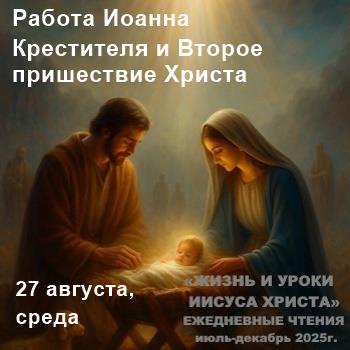 Работа Иоанна
Крестителя и Второе
пришествие Христа
27 августа,
среда
«ЖИЗНЬ И УРОКИ
ИИСУСА ХРИСТА»
ЕЖЕДНЕВНЫЕ ЧТЕНИЯ
июль-декабрь 2025г.